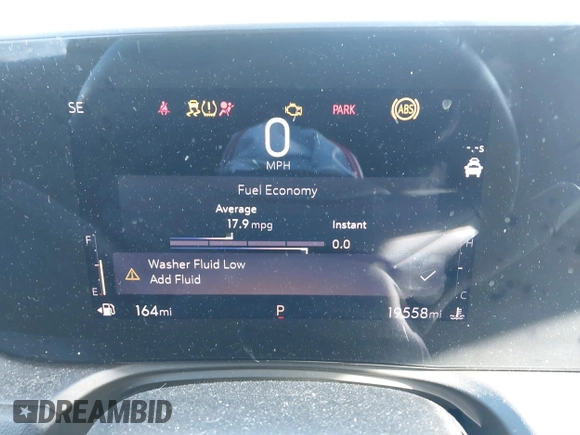 SE
PARK
ABS
0
MPH
-.-s
Fuel Economy
Average
17.9 mpg
Instant
0.0
F
H
Washer Fluid Low
Add Fluid
E
C
164mi
P
19558mi
DREAMBID